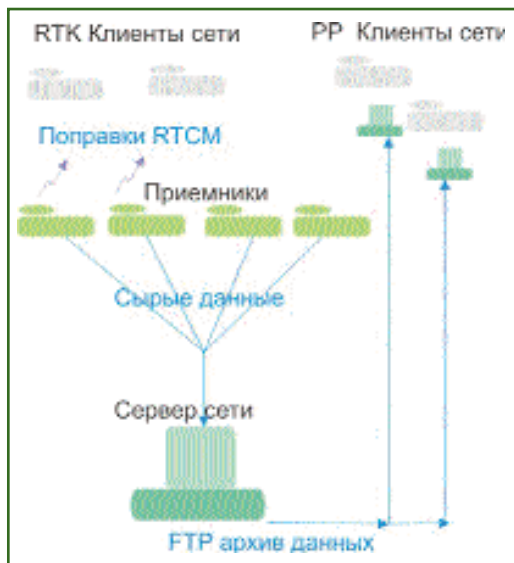 RTK Клиенты сети
PP Клиенты сети
Поправки RTCM
Приемники
Сырые данные
Сервер сети
FTP архив данных